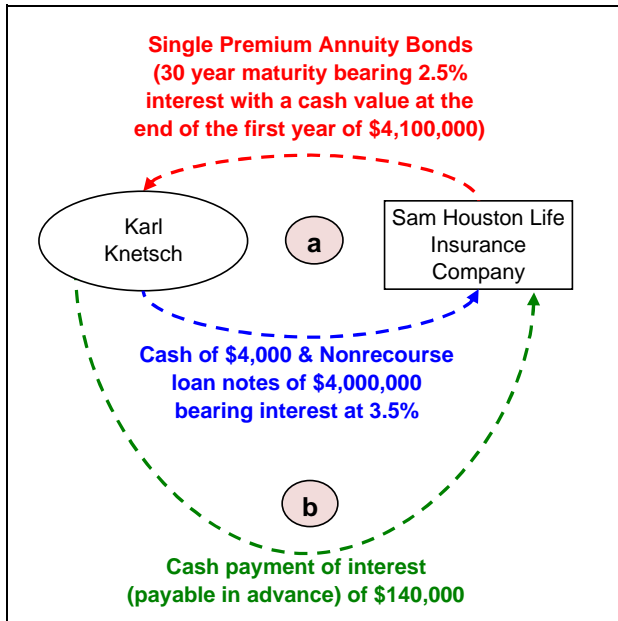 Single Premium Annuity Bonds
(30 year maturity bearing 2.5%
interest with a cash value at the
end of the first year of $4,100,000)
Karl
Knetsch
a
Sam Houston Life
Insurance
Company
Cash of $4,000 & Nonrecourse
loan notes of $4,000,000
bearing interest at 3.5%
b
Cash payment of interest
(payable in advance) of $140,000